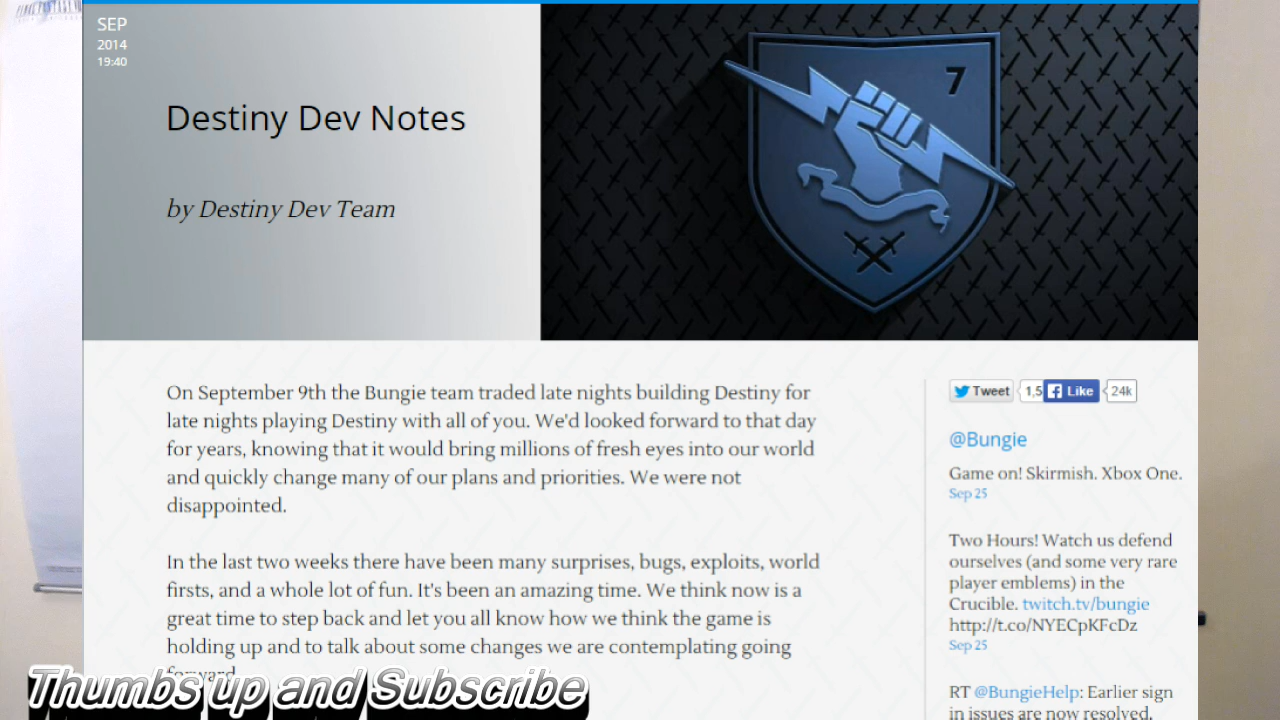 SEP
2014
19:40
Destiny Dev Notes
by Destiny Dev Team
7
On September 9th the Bungie team traded late nights building Destiny for
late nights playing Destiny with all of you. We'd looked forward to that day
for years, knowing that it would bring millions of fresh eyes into our world
and quickly change many of our plans and priorities. We were not
disappointed.
In the last two weeks there have been many surprises, bugs, exploits, world
firsts, and a whole lot of fun. It's been an amazing time. We think now is a
great time to step back and let you all know how we think the game is
holding up and to talk about some changes we are contemplating going
forward.
Tweet 1,5 Like 24k
@Bungie
Game on! Skirmish. Xbox One.
Sep 25
Two Hours! Watch us defend
ourselves (and some very rare
player emblems) in the
Crucible. twitch.tv/bungie
http://t.co/NYECpKFcDz
Sep 25
RT @BungieHelp: Earlier sign
in issues are now resolved.
Thumbs up and Subscribe